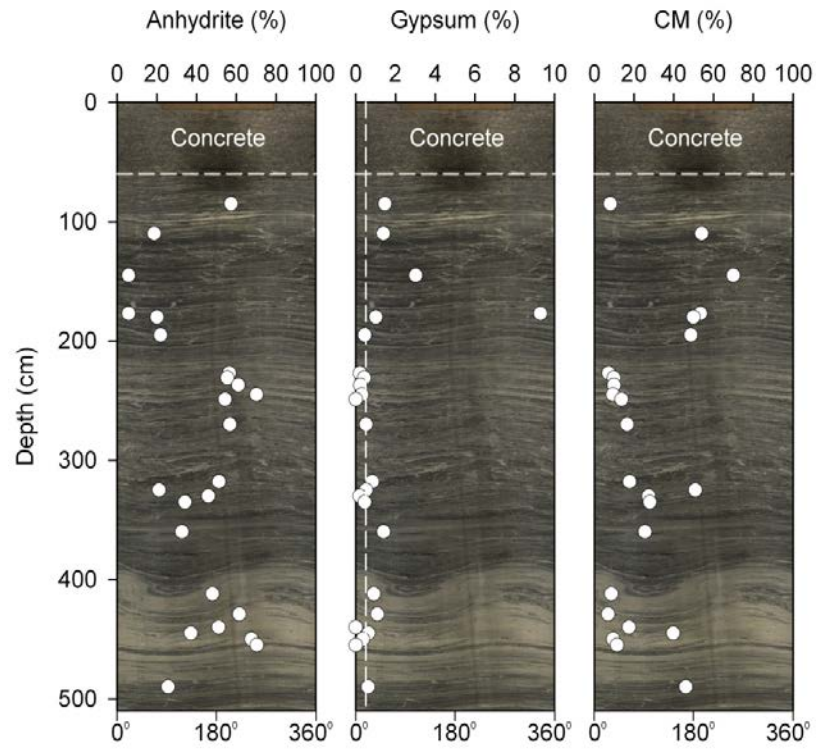 Anhydrite (%) Gypsum (%) CM (%)
0 20 40 60 80 100 0 2 4 6 8 10 0 20 40 60 80 100
0
Concrete Concrete Concrete
100
200
Depth (cm)
300
400
500
0 180° 360° 0 180° 360° 0 180° 360°